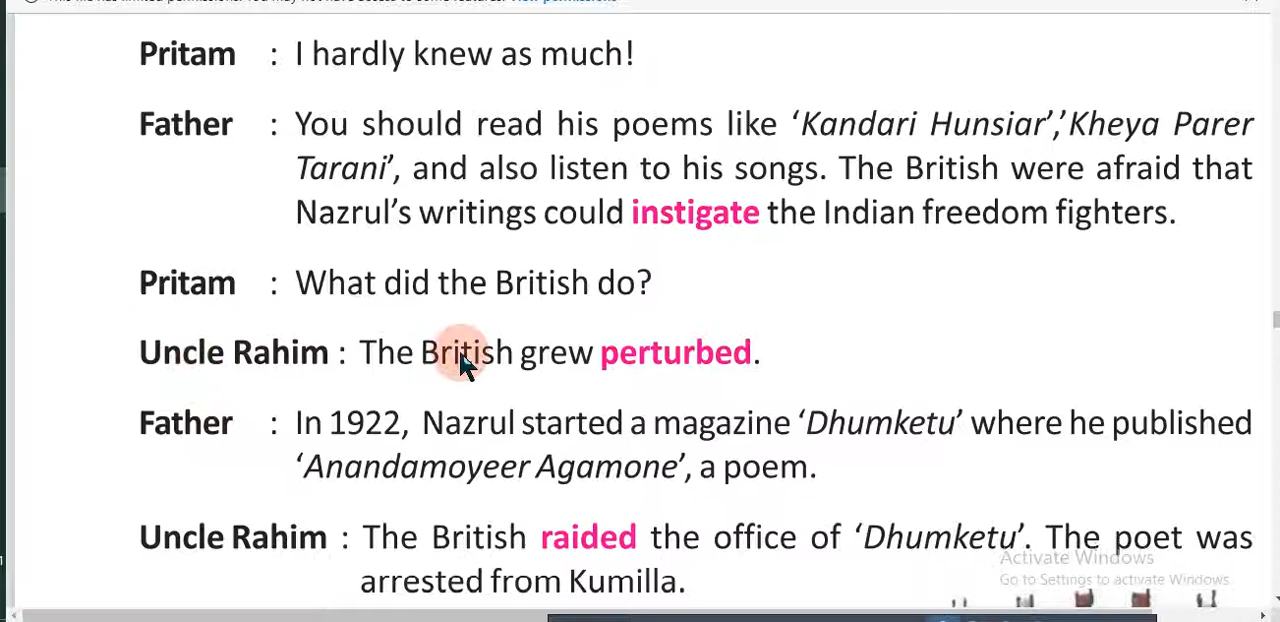 Pritam : I hardly knew as much!
Father : You should read his poems like ‘Kandari Hunsiar’,’Kheya Parer
Tarani’, and also listen to his songs. The British were afraid that
Nazrul’s writings could instigate the Indian freedom fighters.
Pritam : What did the British do?
Uncle Rahim : The British grew perturbed.
Father : In 1922, Nazrul started a magazine ‘Dhumketu’ where he published
‘Anandamoyeer Agamone’, a poem.
Uncle Rahim : The British raided the office of ‘Dhumketu’. The poet was
Activate Windows
arrested from Kumilla.
Go to Settings to activate Windows.